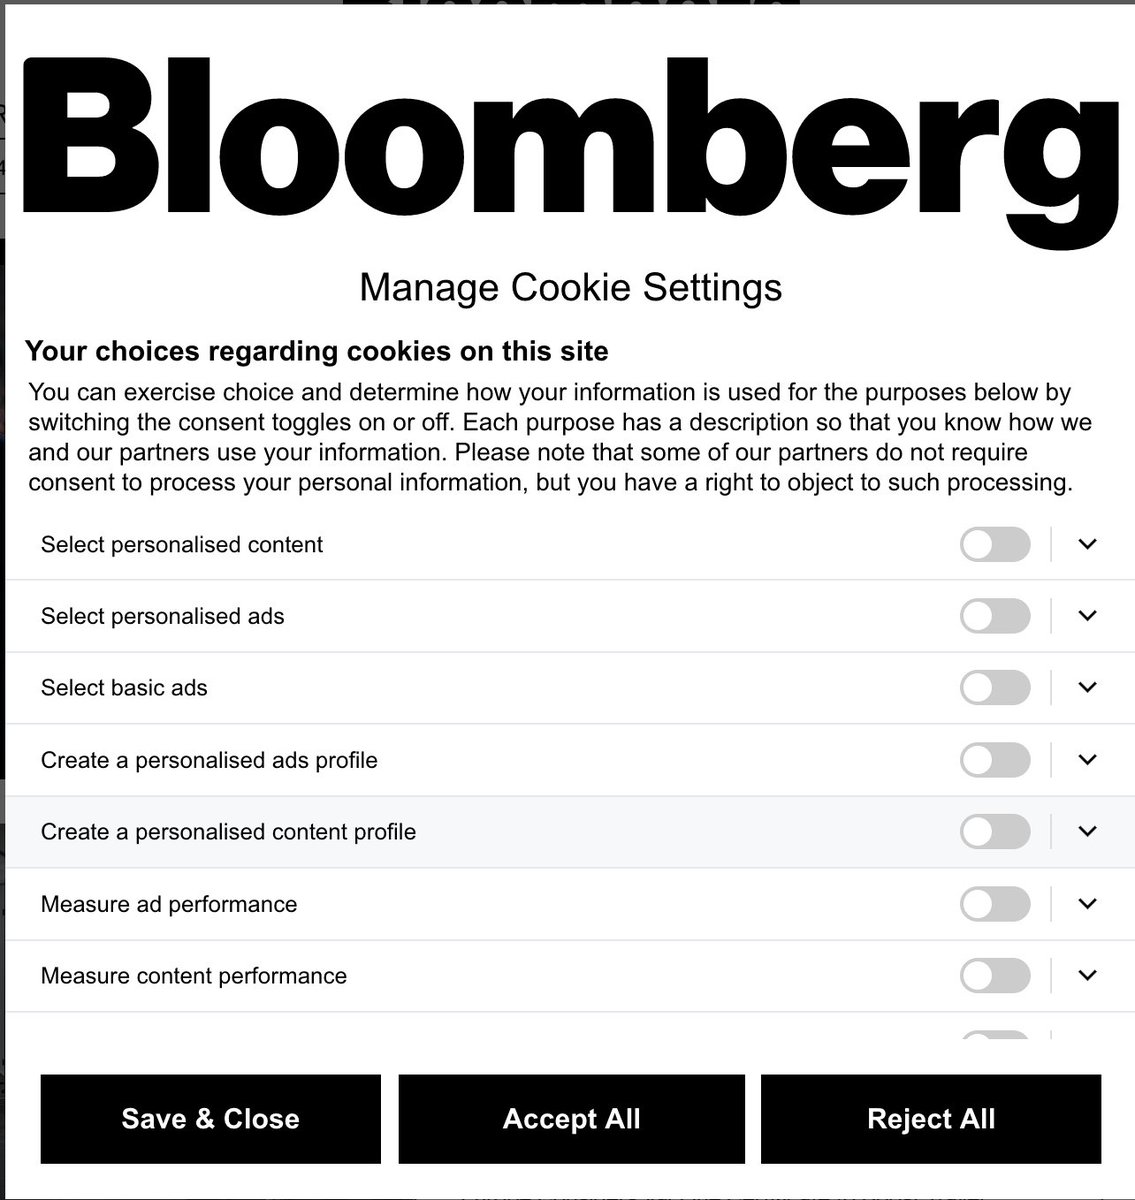 Bloomberg
Manage Cookie Settings
Your choices regarding cookies on this site
You can exercise choice and determine how your information is used for the purposes below by
switching the consent toggles on or off. Each purpose has a description so that you know how we
and our partners use your information. Please note that some of our partners do not require
consent to process your personal information, but you have a right to object to such processing.
Select personalised content
Select personalised ads
Select basic ads
Create a personalised ads profile
Create a personalised content profile
Measure ad performance
Measure content performance
Save & Close
Accept All
Reject All